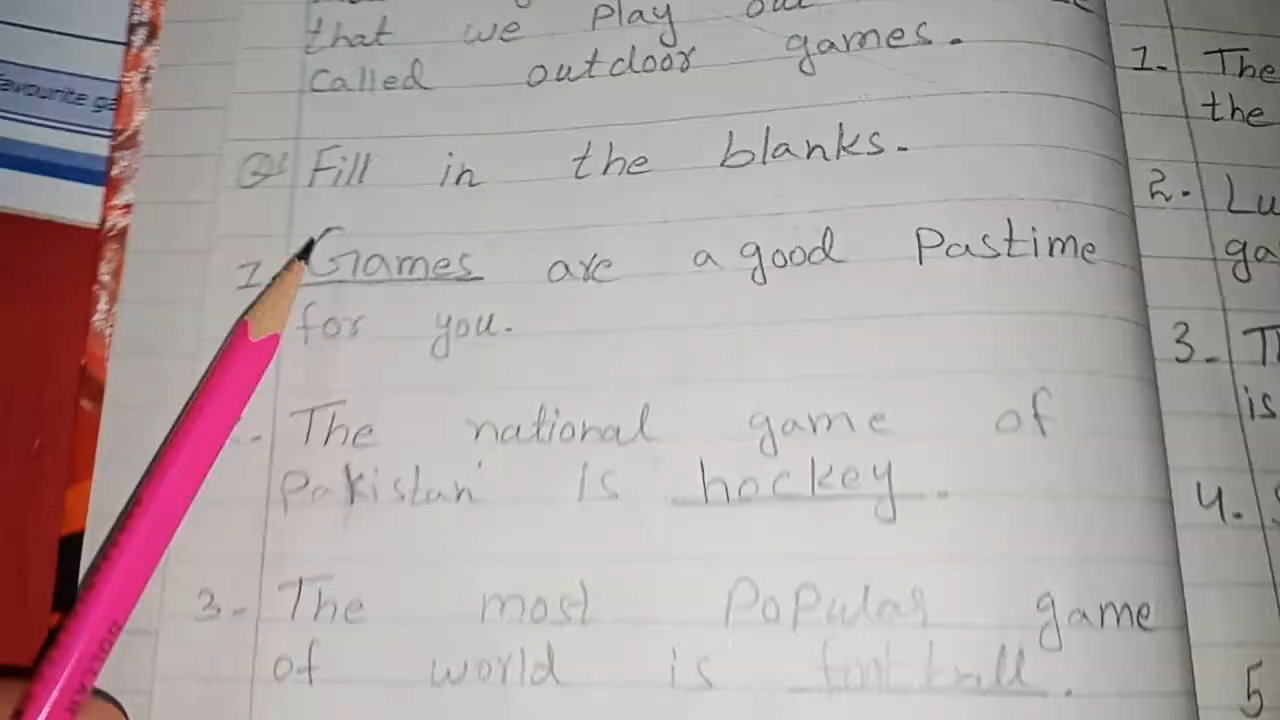 that we play
called outdoor games.
Fill in the blanks.
1. Games are a good Pastime
for you.
The national game of
Pakistan is hockey.
3- The most Popular game
of world is football.
favourite ga
1. The
the
2. Lu
ga
3.
is
4.
5